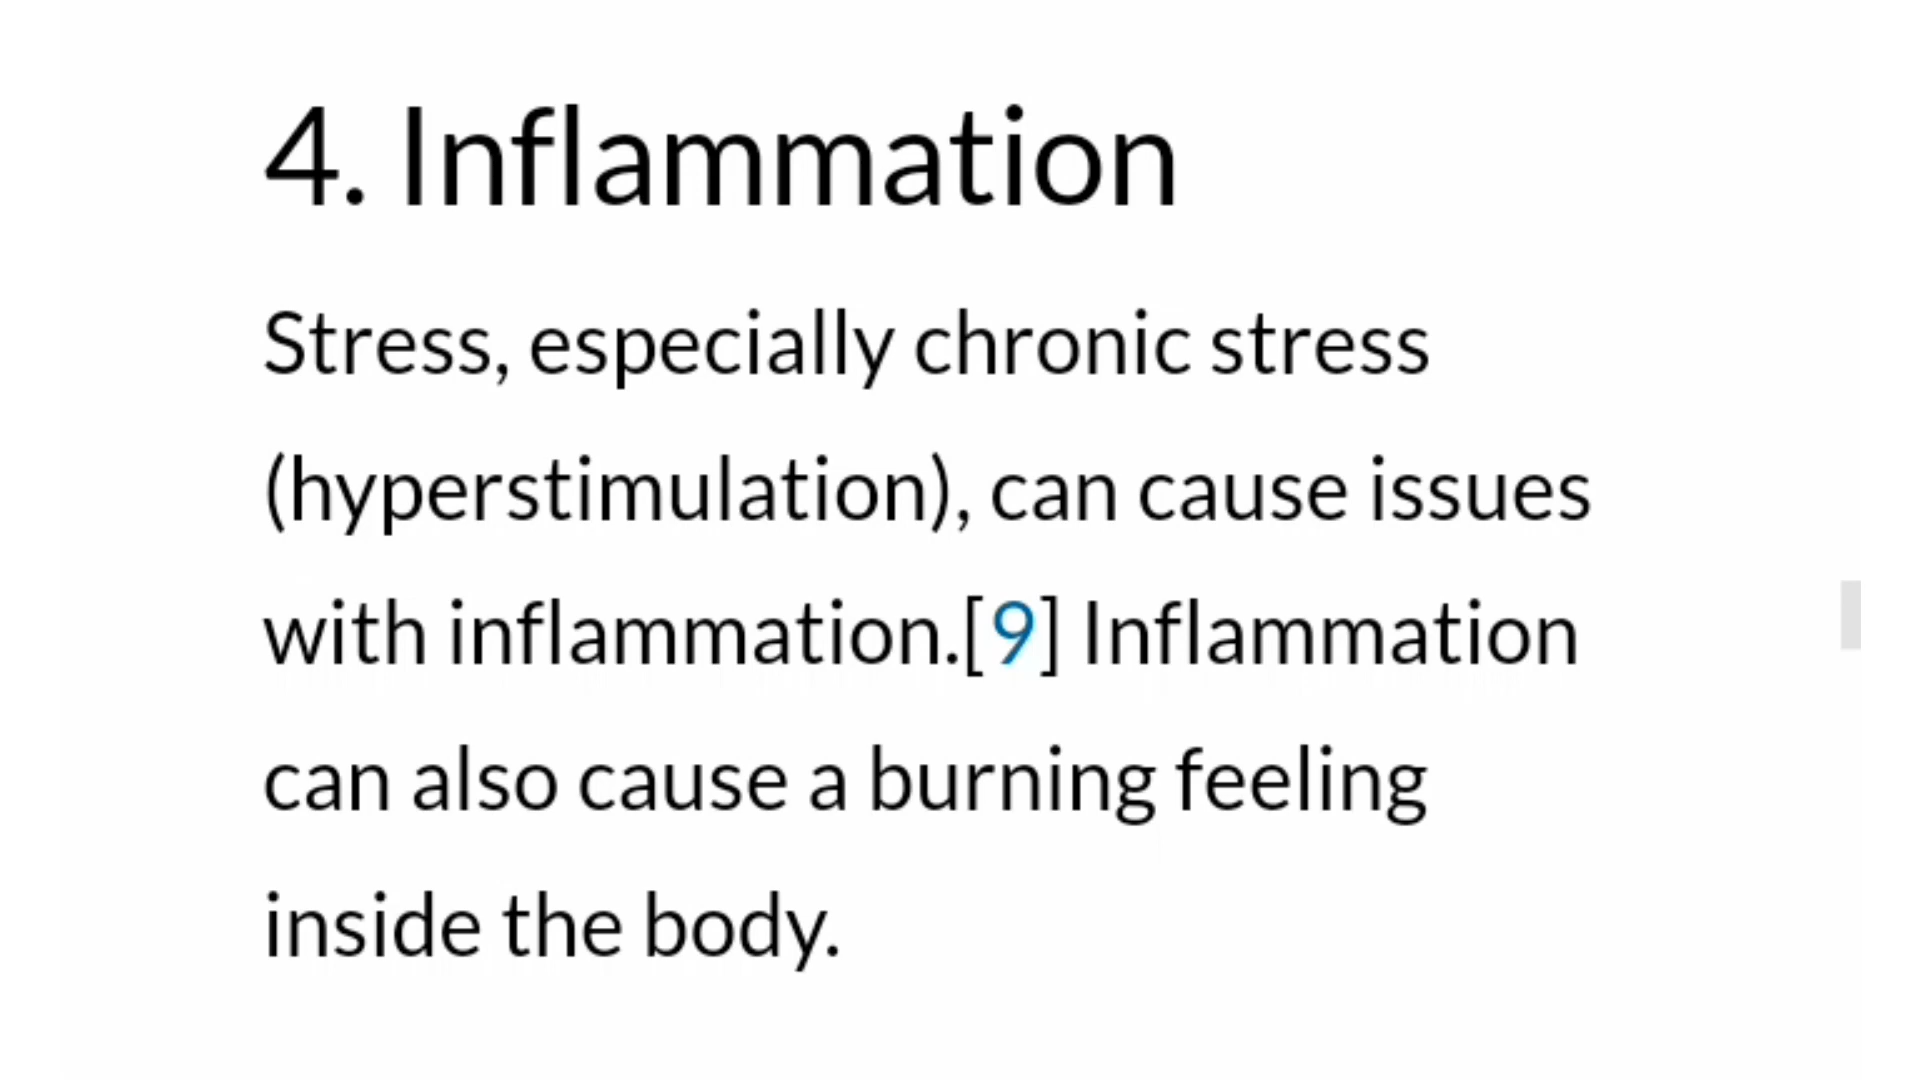 4. Inflammation
Stress, especially chronic stress
(hyperstimulation), can cause issues
with inflammation.[9] Inflammation
can also cause a burning feeling
inside the body.